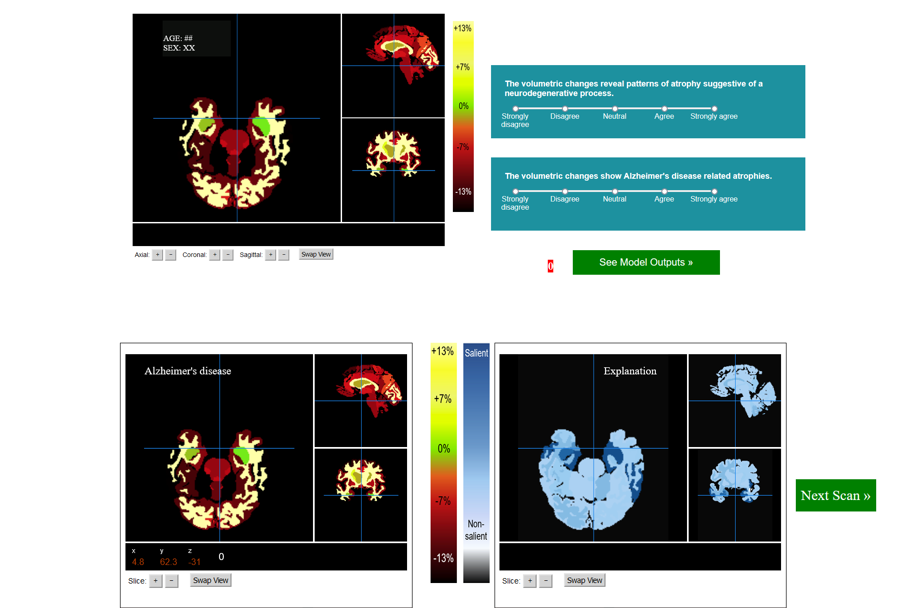 AGE: ##
SEX: XX
+13%
+7%
0%
-7%
-13%
Axial: + − Coronal: + − Sagittal: + − Swap View
The volumetric changes reveal patterns of atrophy suggestive of a
neurodegenerative process.
Strongly disagree Disagree Neutral Agree Strongly agree
The volumetric changes show Alzheimer's disease related atrophies.
Strongly disagree Disagree Neutral Agree Strongly agree
0
See Model Outputs »
Alzheimer's disease
x y z
4.8 62.3 -31 0
Slice: + − Swap View
+13%
+7%
0%
-7%
-13%
Salient
Non-
salient
Explanation
Slice: + − Swap View
Next Scan »